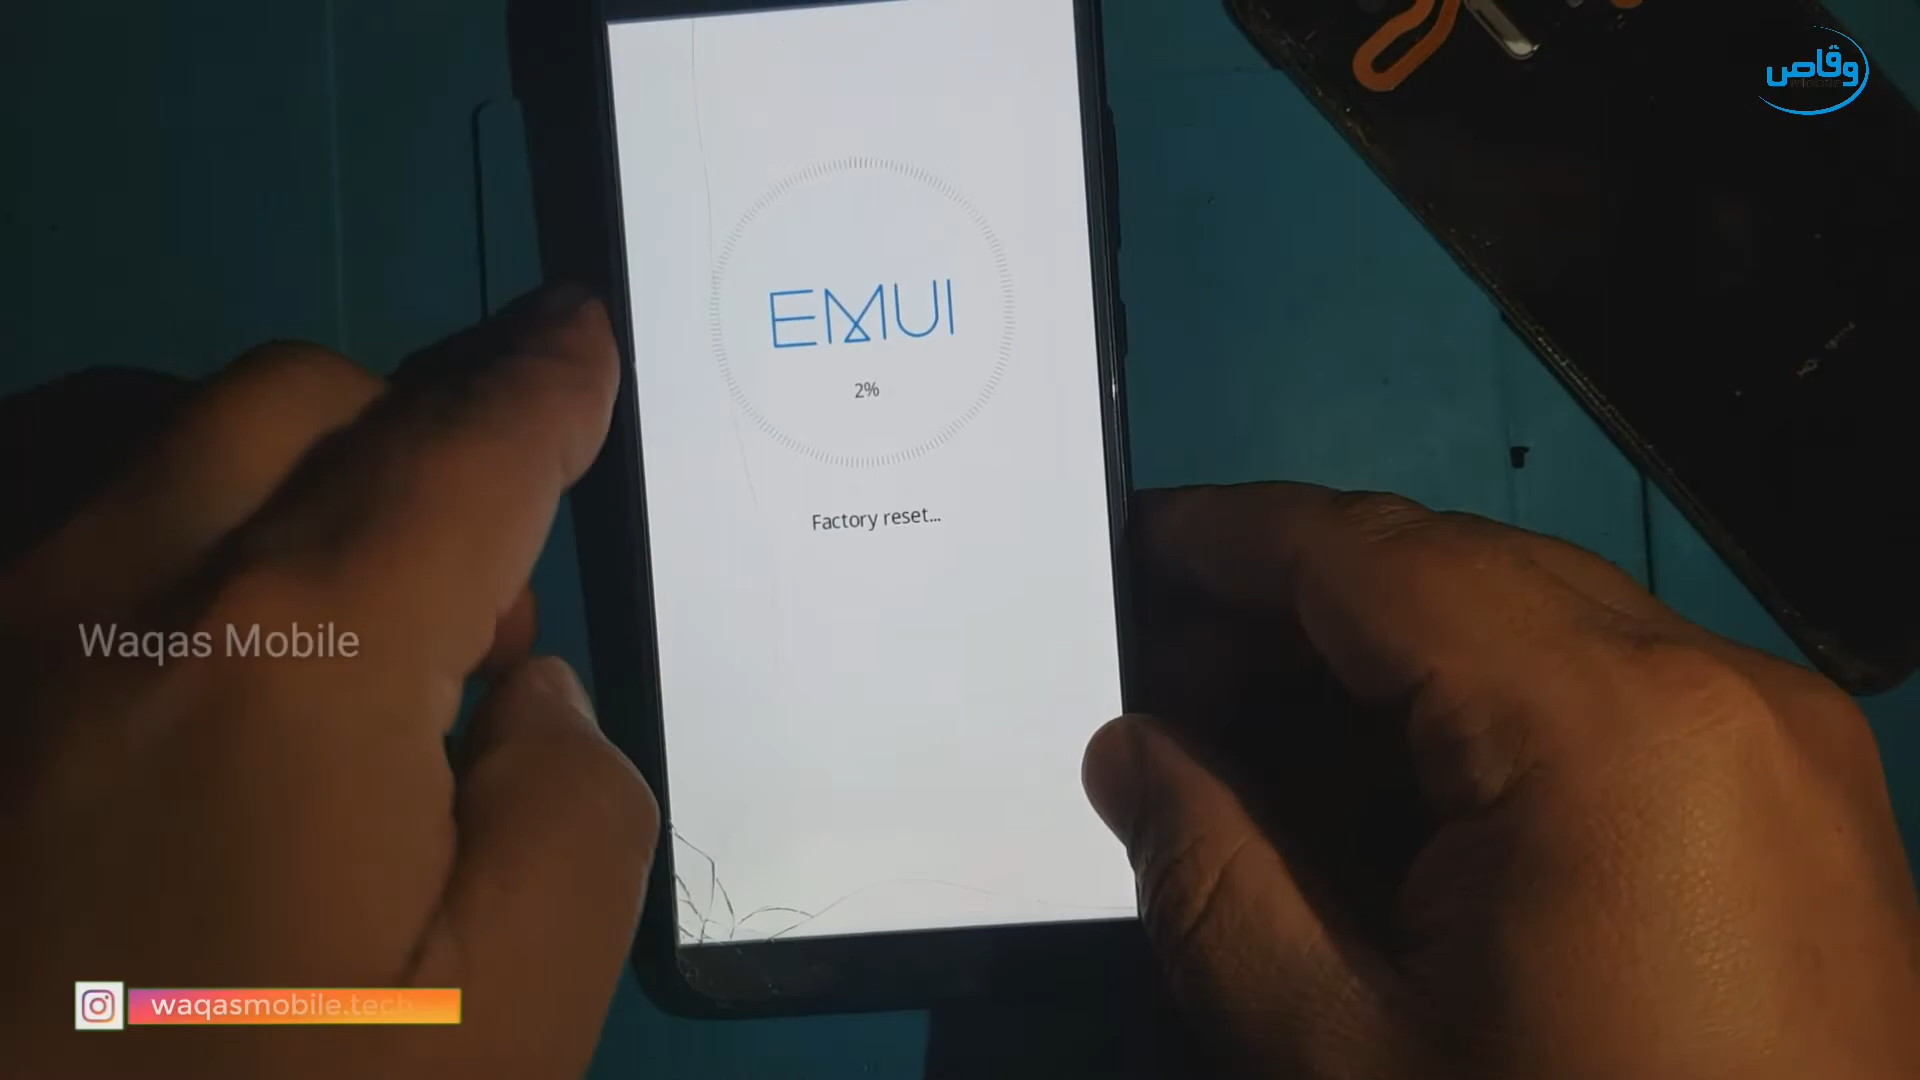 وقاص
EMUI
2%
Factory reset...
Waqas Mobile
waqasmobile.tech